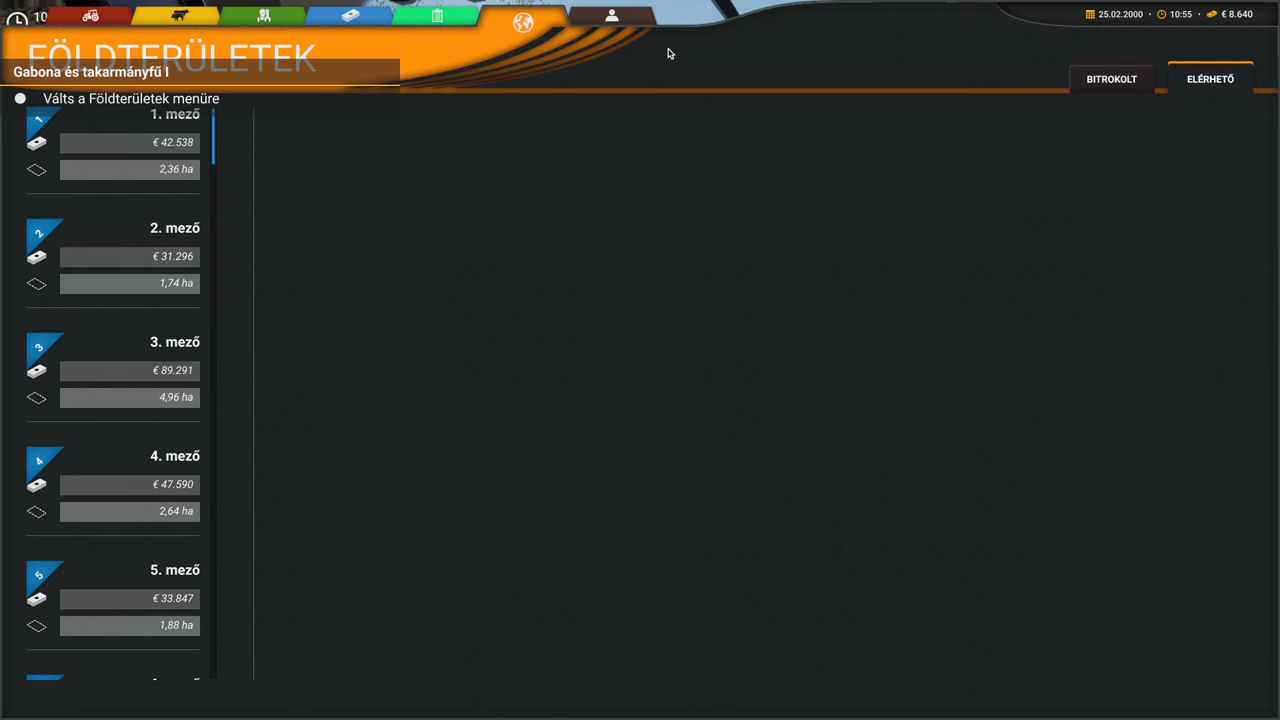 10
25.02.2000 · 10:55 · € 8.640
FÖLDTERÜLETEK
Gabona és takarmányfű I
BITROKOLT
ELÉRHETŐ
Válts a Földterületek menüre
1
1. mező
€ 42.538
2,36 ha
2
2. mező
€ 31.296
1,74 ha
3
3. mező
€ 89.291
4,96 ha
4
4. mező
€ 47.590
2,64 ha
5
5. mező
€ 33.847
1,88 ha